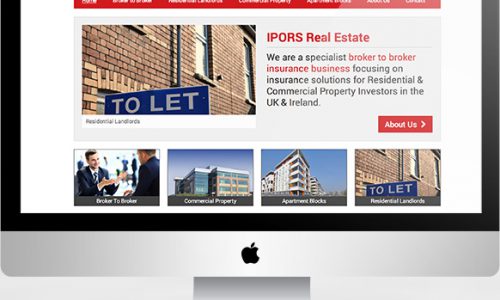 Home Broker to Broker Residential Landlords Commercial Property Apartment Blocks About Us Contact
IPORS Real Estate
We are a specialist broker to broker
insurance business focusing on
insurance solutions for Residential &
Commercial Property Investors in the
UK & Ireland.
TO LET
Residential Landlords
About Us
TO LET
Broker To Broker Commercial Property Apartment Blocks Residential Landlords